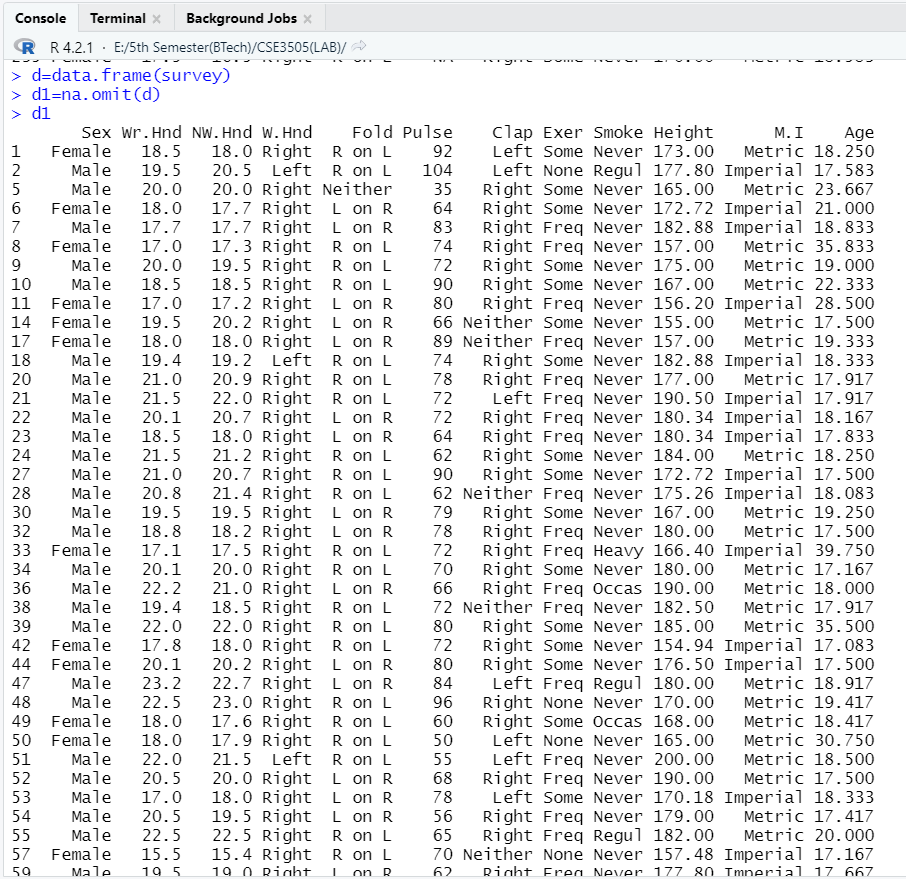 Console Terminal Background Jobs
R R 4.2.1 · E:/5th Semester(BTech)/CSE3505(LAB)/
> d=data.frame(survey)
> d1=na.omit(d)
> d1
Sex Wr.Hnd NW.Hnd W.Hnd Fold Pulse Clap Exer Smoke Height M.I Age
1 Female 18.5 18.0 Right R on L 92 Left Some Never 173.00 Metric 18.250
2 Male 19.5 20.5 Left R on L 104 Left None Regul 177.80 Imperial 17.583
5 Male 20.0 20.0 Right Neither 35 Right Some Never 165.00 Metric 23.667
6 Female 18.0 17.7 Right L on R 64 Right Some Never 172.72 Imperial 21.000
7 Male 17.7 17.7 Right L on R 83 Right Freq Never 182.88 Imperial 18.833
8 Female 17.0 17.3 Right R on L 74 Right Freq Never 157.00 Metric 35.833
9 Male 20.0 19.5 Right R on L 72 Right Some Never 175.00 Metric 19.000
10 Male 18.5 18.5 Right R on L 90 Right Some Never 167.00 Metric 22.333
11 Female 17.0 17.2 Right L on R 80 Right Freq Never 156.20 Imperial 28.500
14 Female 19.5 20.2 Right L on R 66 Neither Some Never 155.00 Metric 17.500
17 Female 18.0 18.0 Right L on R 89 Neither Freq Never 157.00 Metric 19.333
18 Male 19.4 19.2 Left R on L 74 Right Some Never 182.88 Imperial 18.333
20 Male 21.0 20.9 Right R on L 78 Right Freq Never 177.00 Metric 17.917
21 Male 21.5 22.0 Right R on L 72 Left Freq Never 190.50 Imperial 17.917
22 Male 20.1 20.7 Right L on R 72 Right Freq Never 180.34 Imperial 18.167
23 Male 18.5 18.0 Right L on R 64 Right Freq Never 180.34 Imperial 17.833
24 Male 21.5 21.2 Right R on L 62 Right Some Never 184.00 Metric 18.250
27 Male 21.0 20.7 Right R on L 90 Right Some Never 172.72 Imperial 17.500
28 Male 20.8 21.4 Right R on L 62 Neither Freq Never 175.26 Imperial 18.083
30 Male 19.5 19.5 Right R on L 79 Right Some Never 167.00 Metric 19.250
32 Male 18.8 18.2 Right L on R 78 Right Freq Never 180.00 Metric 17.500
33 Female 17.1 17.5 Right R on L 72 Right Freq Heavy 166.40 Imperial 39.750
34 Male 20.1 20.0 Right R on L 70 Right Some Never 180.00 Metric 17.167
36 Male 22.2 21.0 Right L on R 66 Right Freq Occas 190.00 Metric 18.000
38 Male 19.4 18.5 Right R on L 72 Neither Freq Never 182.50 Metric 17.917
39 Male 22.0 22.0 Right R on L 80 Right Some Never 185.00 Metric 35.500
42 Female 17.8 18.0 Right R on L 72 Right Some Never 154.94 Imperial 17.083
44 Female 20.1 20.2 Right L on R 80 Right Some Never 176.50 Imperial 17.500
47 Male 23.2 22.7 Right L on R 84 Left Freq Regul 180.00 Metric 18.917
48 Male 22.5 23.0 Right R on L 96 Right None Never 170.00 Metric 19.417
49 Female 18.0 17.6 Right R on L 60 Right Some Occas 168.00 Metric 18.417
50 Female 18.0 17.9 Right R on L 50 Left None Never 165.00 Metric 30.750
51 Male 22.0 21.5 Left R on L 55 Left Freq Never 200.00 Metric 18.500
52 Male 20.5 20.0 Right L on R 68 Right Freq Never 190.00 Metric 17.500
53 Male 17.0 18.0 Right L on R 78 Left Some Never 170.18 Imperial 18.333
54 Male 20.5 19.5 Right L on R 56 Right Freq Never 179.00 Metric 17.417
55 Male 22.5 22.5 Right R on L 65 Right Freq Regul 182.00 Metric 20.000
57 Female 15.5 15.4 Right R on L 70 Neither None Never 157.48 Imperial 17.167
59 Male 19.5 19.0 Right L on R 62 Right Freq Never 177.80 Imperial 17.667